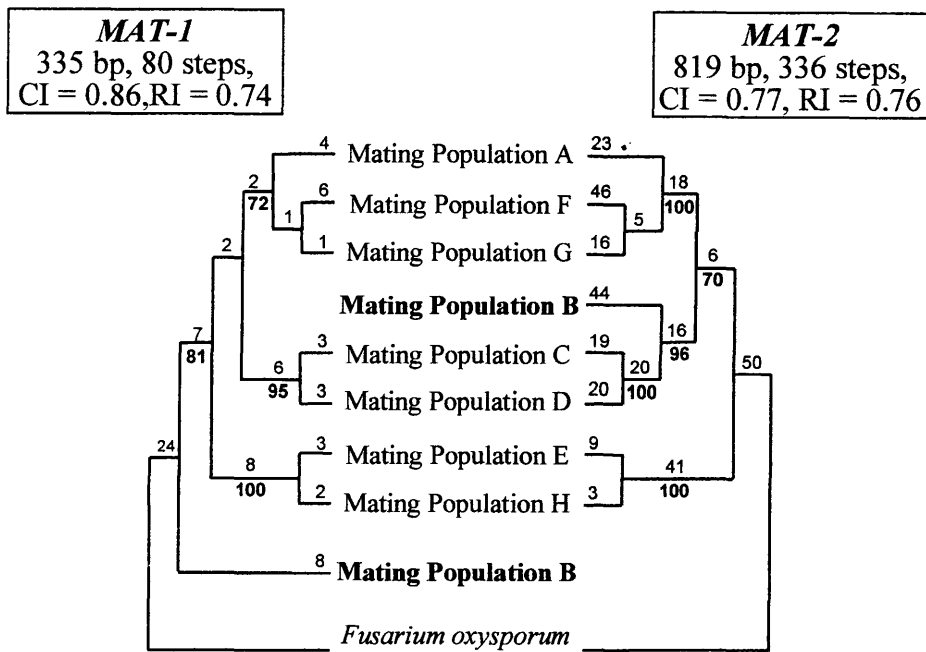 MAT-1
335 bp, 80 steps,
CI = 0.86,RI = 0.74
MAT-2
819 bp, 336 steps,
CI = 0.77, RI = 0.76
4 Mating Population A 23
2 18
72 100
6 Mating Population F 46
1 5
1 Mating Population G 16
2 6
70
Mating Population B 44
7 16
81 96
3 Mating Population C 19
6 20 50
95 100
3 Mating Population D 20
3 Mating Population E 9
24 8 41
100 100
2 Mating Population H 3
8 Mating Population B
Fusarium oxysporum